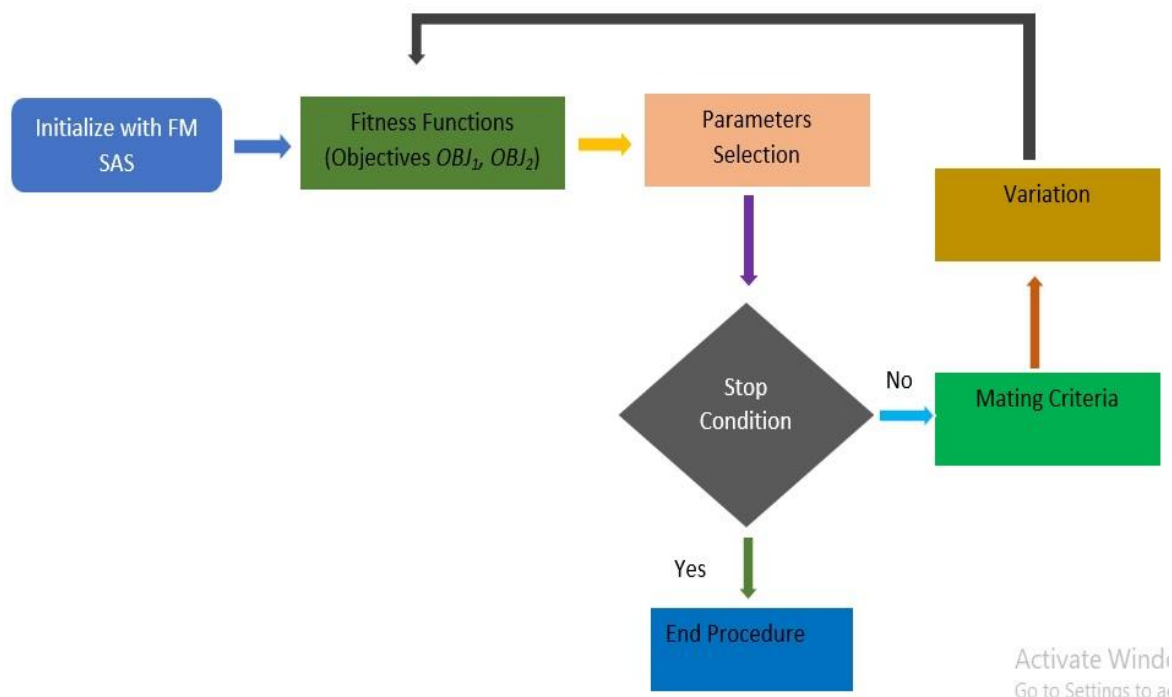 Initialize with FM
SAS
Fitness Functions
(Objectives OBJ₁, OBJ₂)
Parameters
Selection
Variation
Stop
Condition
No
Mating Criteria
Yes
End Procedure
Activate Wind
Go to Settings to a